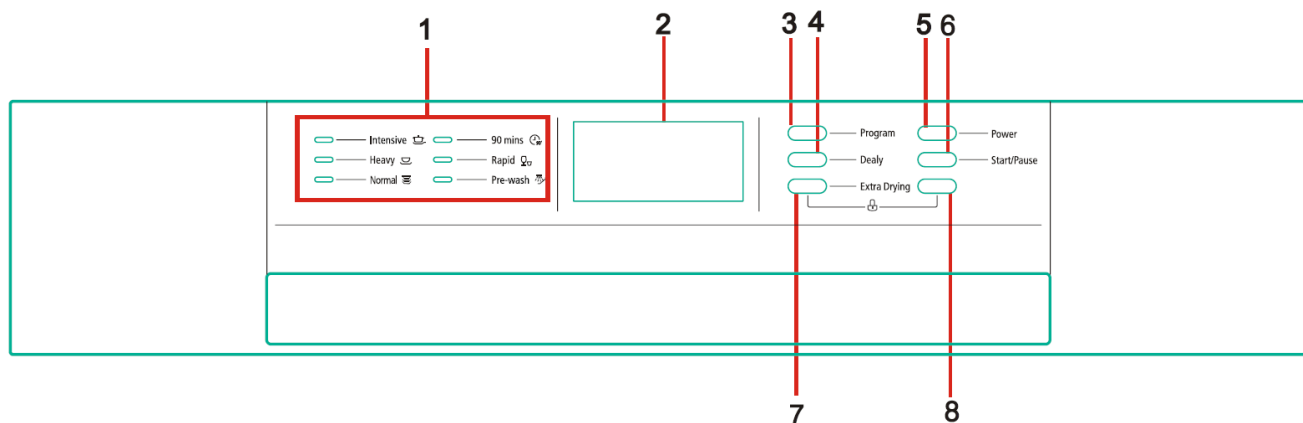 1 2 3 4 5 6
Intensive 90 mins Program Power
Heavy Rapid Dealy Start/Pause
Normal Pre-wash Extra Drying
7 8